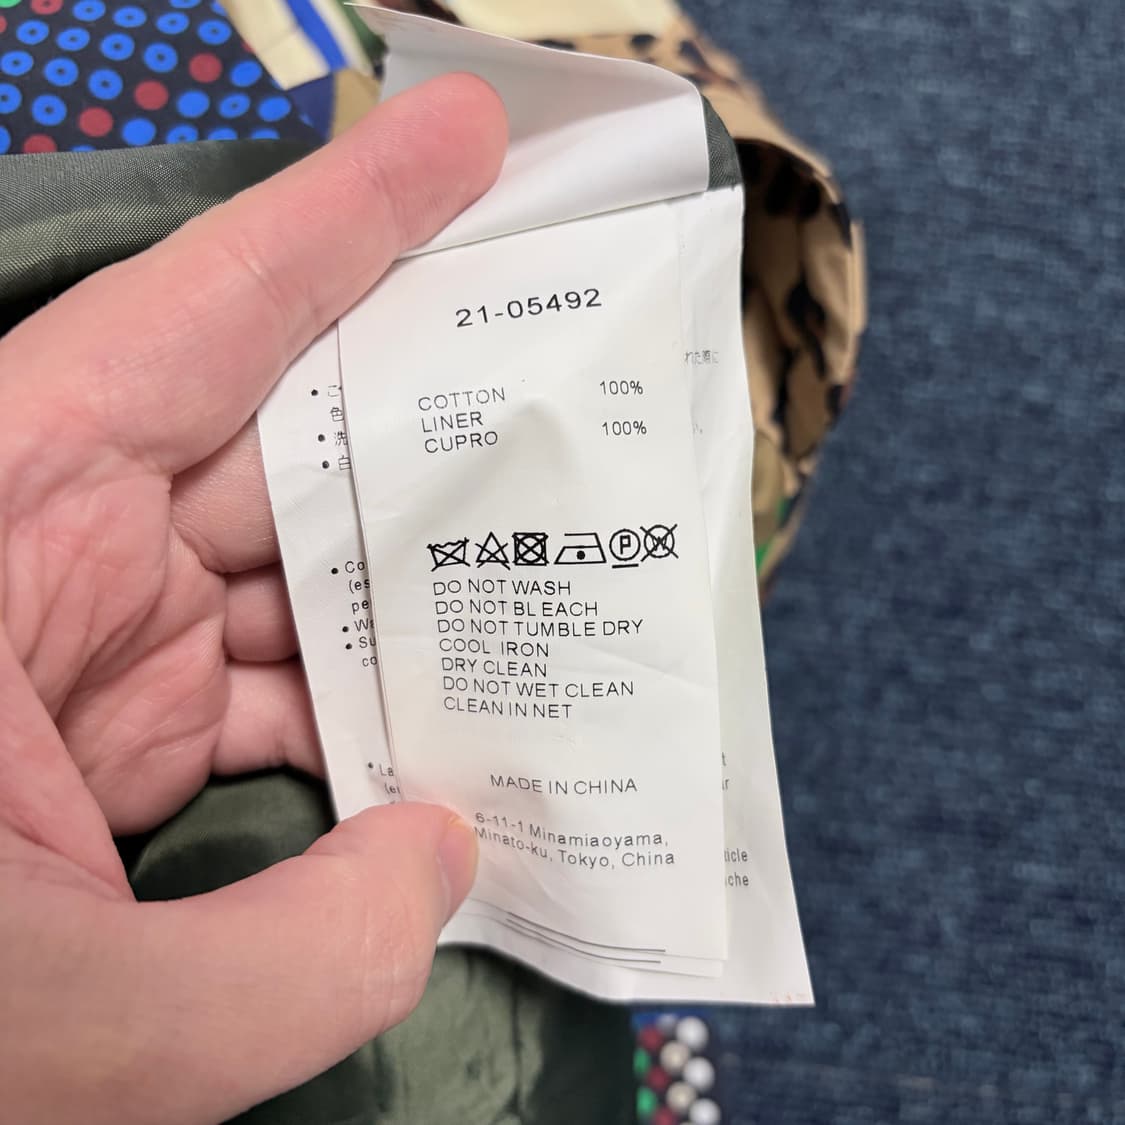 21-05492
COTTON 100%
LINER
CUPRO 100%
P W
DO NOT WASH
DO NOT BLEACH
DO NOT TUMBLE DRY
COOL IRON
DRY CLEAN
DO NOT WET CLEAN
CLEAN IN NET
MADE IN CHINA
6-11-1 Minamiaoyama,
Minato-ku, Tokyo, China